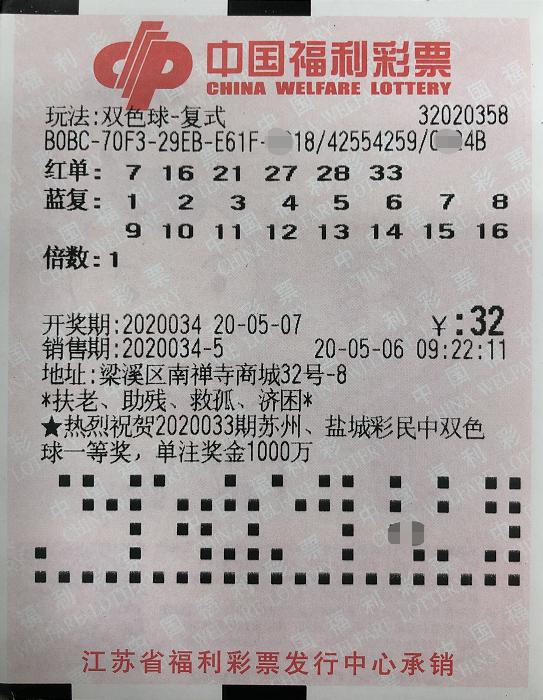 中国福利彩票
CHINA WELFARE LOTTERY
玩法:双色球-复式 32020358
B0BC-70F3-29EB-E61F- 18/42554259/ 4B
红单: 7 16 21 27 28 33
蓝复: 1 2 3 4 5 6 7 8
9 10 11 12 13 14 15 16
倍数:1
开奖期:2020034 20-05-07 ¥:32
销售期:2020034-5 20-05-06 09:22:11
地址:梁溪区南禅寺商城32号-8
*扶老、助残、救孤、济困*
★热烈祝贺2020033期苏州、盐城彩民中双色
球一等奖，单注奖金1000万
江苏省福利彩票发行中心承销